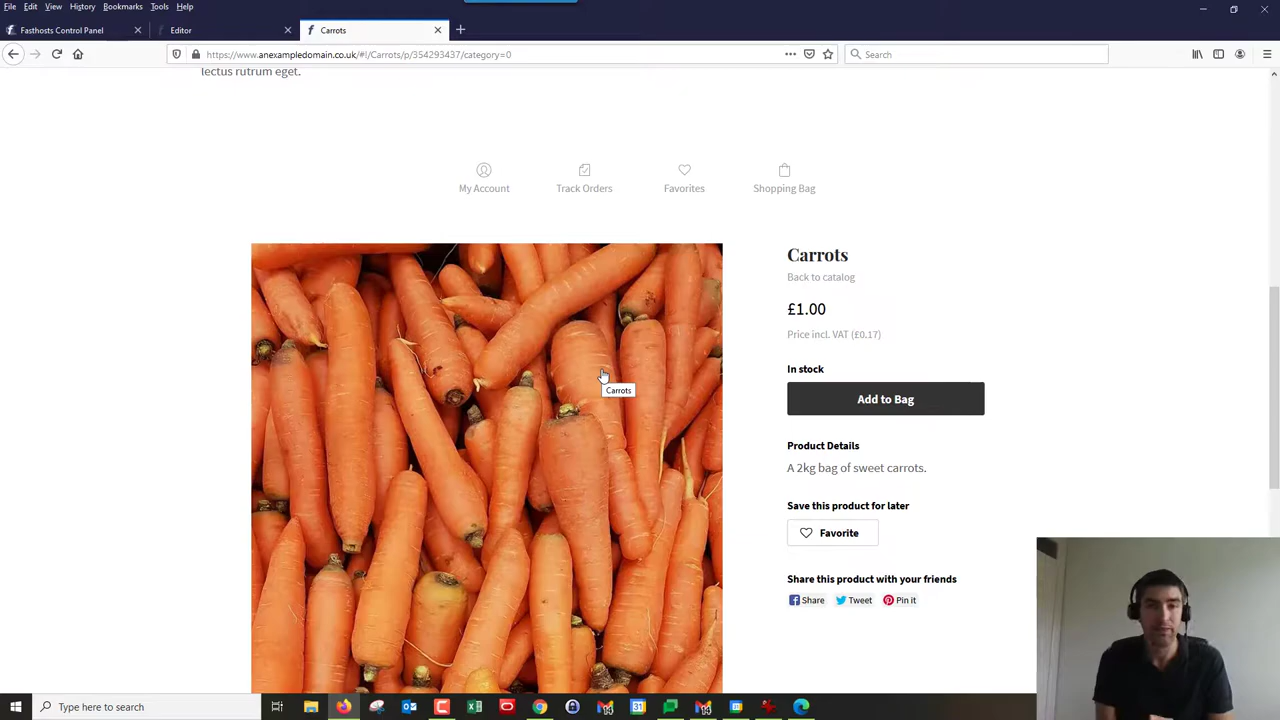 File Edit View History Bookmarks Tools Help
Fasthosts Control Panel
Editor
Carrots
https://www.anexampledomain.co.uk/#!/Carrots/p/354293437/category=0
Search
lectus rutrum eget.
My Account
Track Orders
Favorites
Shopping Bag
Carrots
Back to catalog
£1.00
Price incl. VAT (£0.17)
In stock
Carrots
Add to Bag
Product Details
A 2kg bag of sweet carrots.
Save this product for later
Favorite
Share this product with your friends
Share Tweet Pin it
Type here to search
31